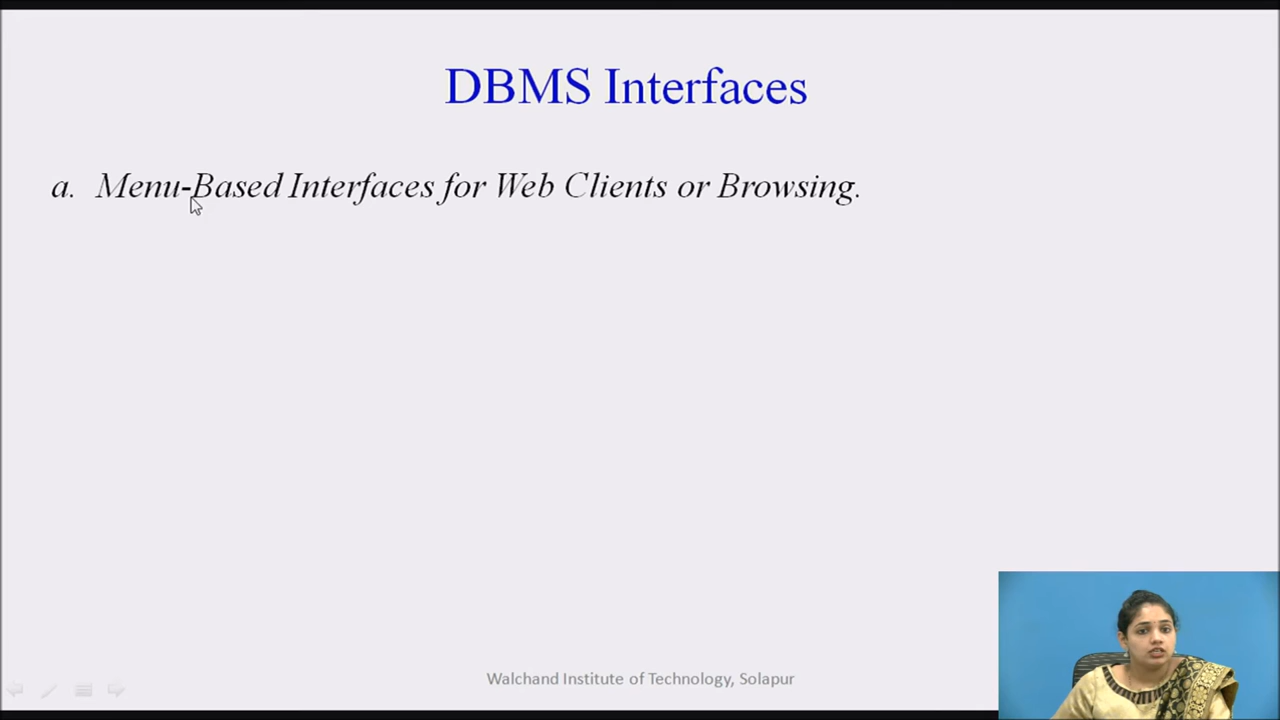 DBMS Interfaces
a. Menu-Based Interfaces for Web Clients or Browsing.
Walchand Institute of Technology, Solapur